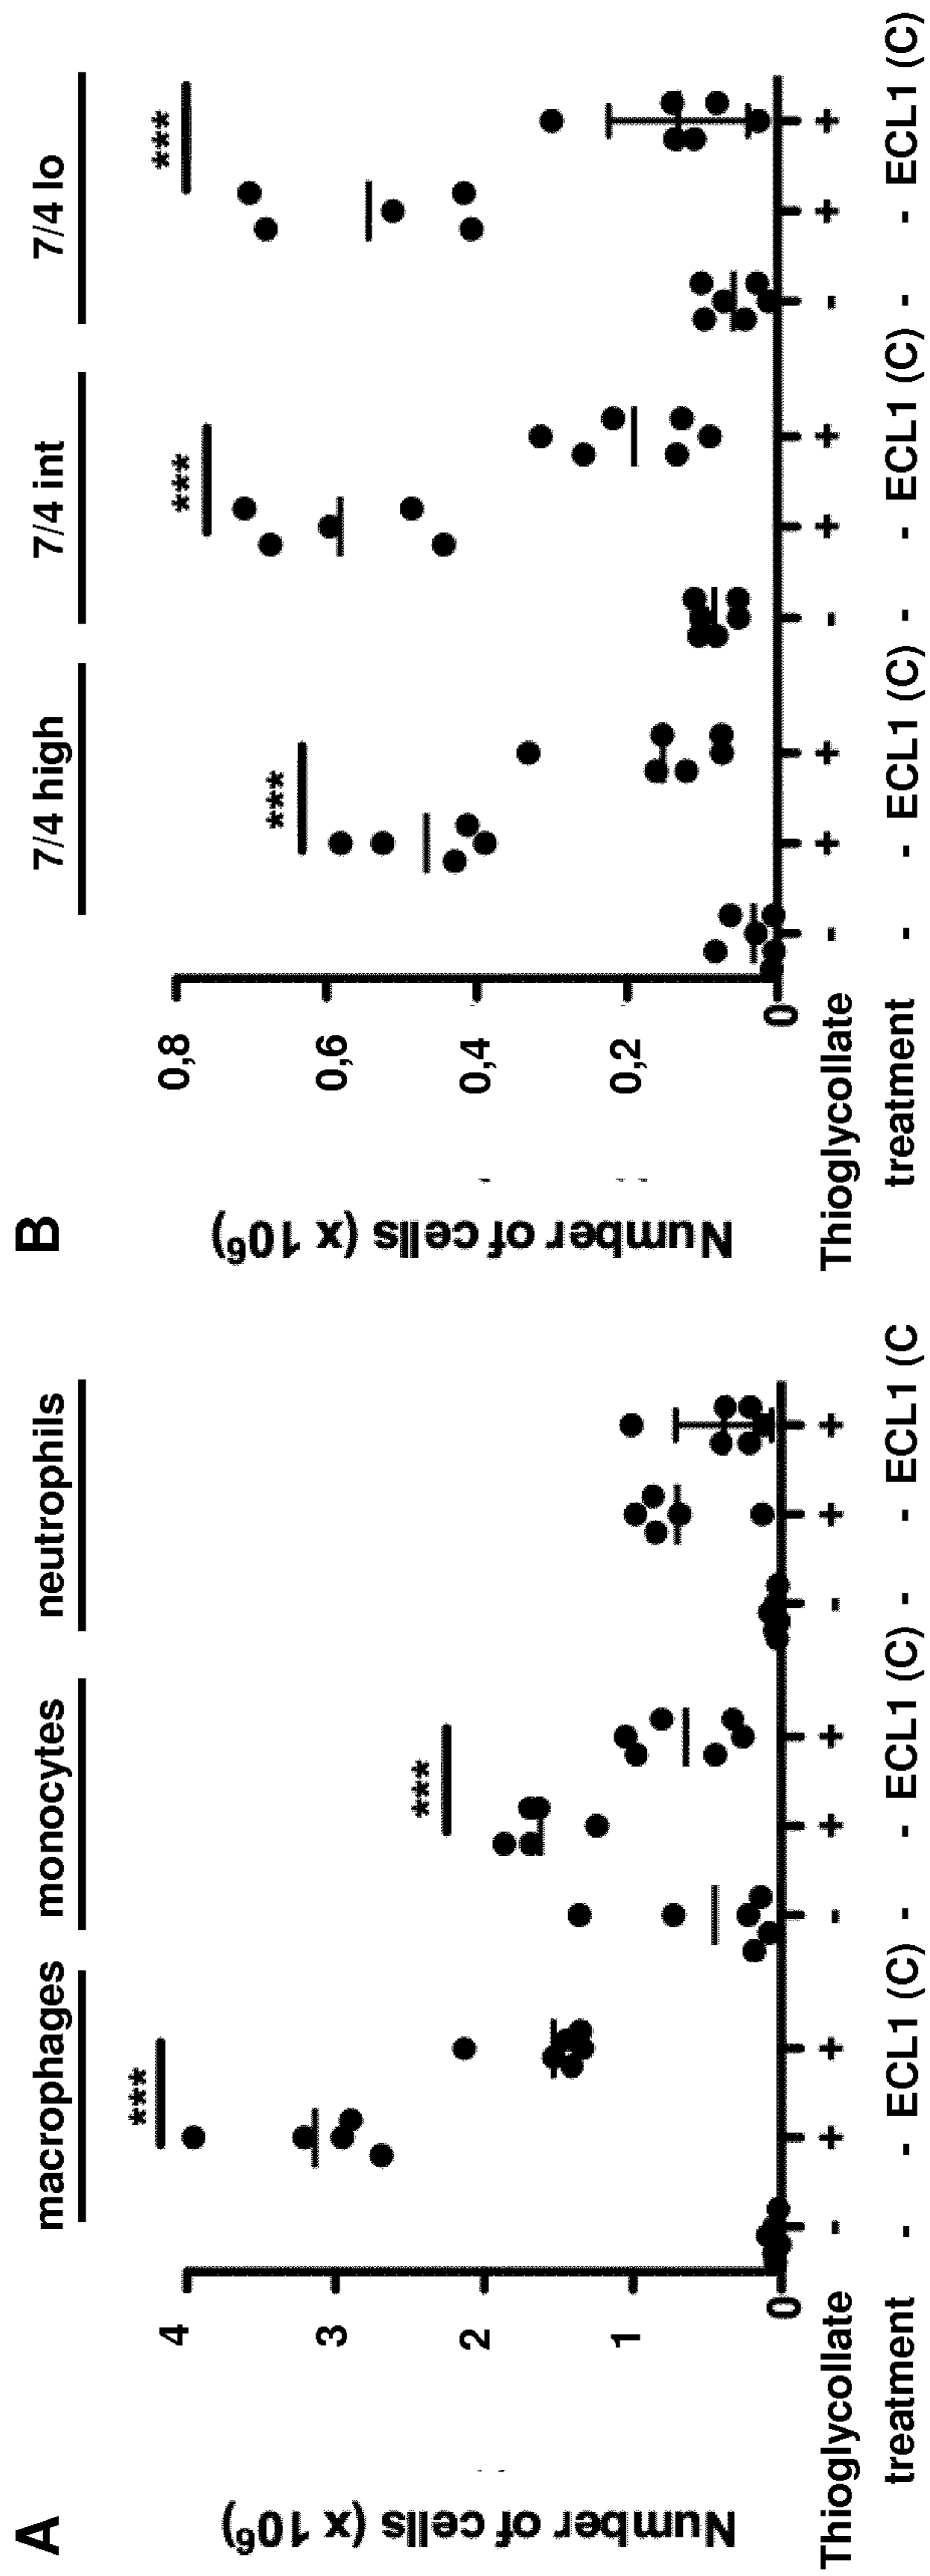 A
macrophages monocytes neutrophils
Number of cells (x 10⁶)
4
3
2
1
0
***
***
Thioglycollate - + + - + + - + +
treatment - - ECL1 (C) - - ECL1 (C) - - ECL1 (C
B
7/4 high 7/4 int 7/4 lo
Number of cells (x 10⁶)
0,8
0,6
0,4
0,2
0
***
***
***
Thioglycollate - + + - + + - + +
treatment - - ECL1 (C) - - ECL1 (C) - - ECL1 (C)